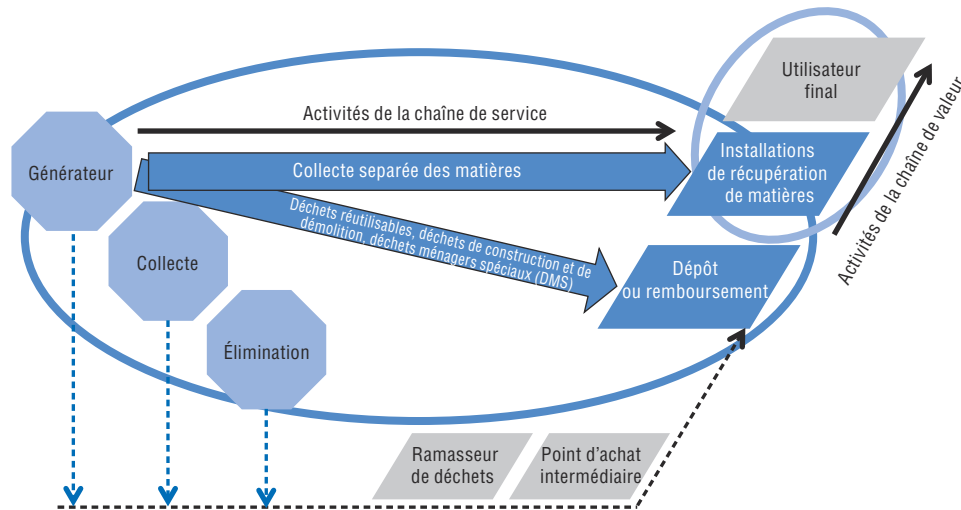 Utilisateur
final
Activités de la chaîne de service
Activités de la chaîne de valeur
Générateur
Collecte separée des matières
Installations
de récupération
de matières
Déchets réutilisables, déchets de construction et de
démolition, déchets ménagers spéciaux (DMS)
Collecte
Dépôt
ou remboursement
Élimination
Ramasseur
de déchets
Point d'achat
intermédiaire